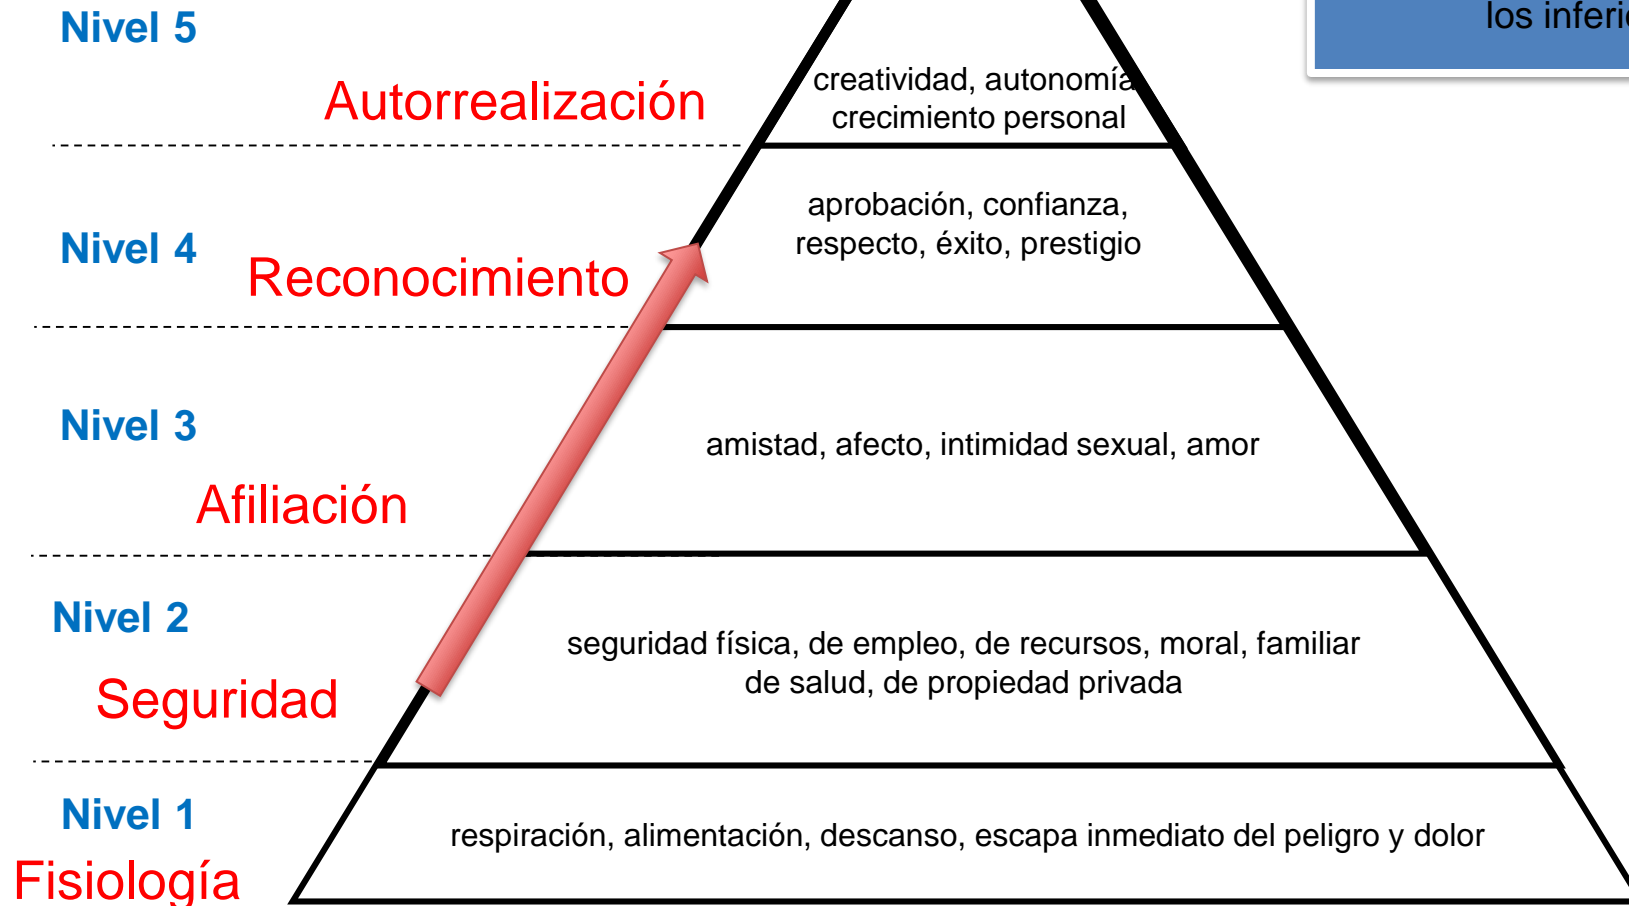 Nivel 5
los
Autorrealización
creatividad, autonomía
crecimiento personal
Nivel 4
Reconocimiento
aprobación, confianza,
respecto, éxito, prestigio
Nivel 3
Afiliación
amistad, afecto, intimidad sexual, amor
Nivel 2
Seguridad
seguridad física, de empleo, de recursos, moral, familiar
de salud, de propiedad privada
Nivel 1
Fisiología
respiración, alimentación, descanso, escapa inmediato del peligro y dolor